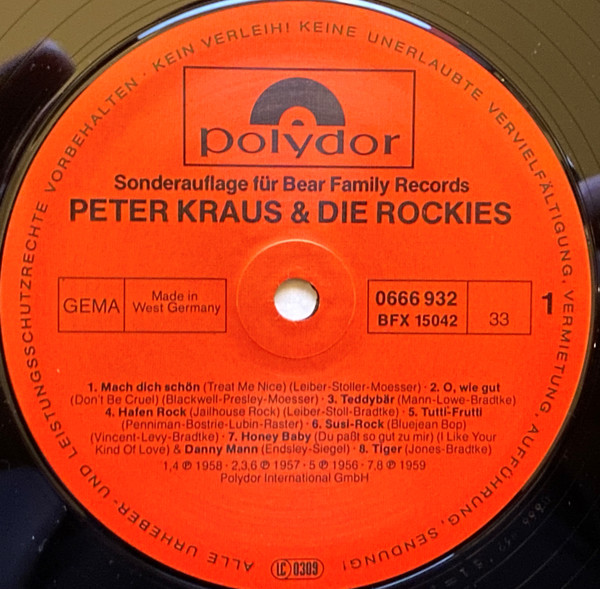 ALLE URHEBER- UND LEISTUNGSSCHUTZRECHTE VORBEHALTEN · KEIN VERLEIH! KEINE UNERLAUBTE VERVIELFÄLTIGUNG, VERMIETUNG, AUFFÜHRUNG, SENDUNG!
polydor
Sonderauflage für Bear Family Records
PETER KRAUS & DIE ROCKIES
GEMA
Made in
West Germany
0666 932
BFX 15042
33
1
1. Mach dich schön (Treat Me Nice) (Leiber-Stoller-Moesser) · 2. O, wie gut
(Don't Be Cruel) (Blackwell-Presley-Moesser) · 3. Teddybär (Mann-Lowe-Bradtke)
4. Hafen Rock (Jailhouse Rock) (Leiber-Stoll-Bradtke) · 5. Tutti-Frutti
(Penniman-Bostrie-Lubin-Raster) · 6. Susi-Rock (Bluejean Bop)
(Vincent-Levy-Bradtke) · 7. Honey Baby (Du paßt so gut zu mir) (I Like Your
Kind Of Love) & Danny Mann (Endsley-Siegel) · 8. Tiger (Jones-Bradtke)
1,4 ℗ 1958 · 2,3,6 ℗ 1957 · 5 ℗ 1956 · 7,8 ℗ 1959
Polydor International GmbH
LC 0309